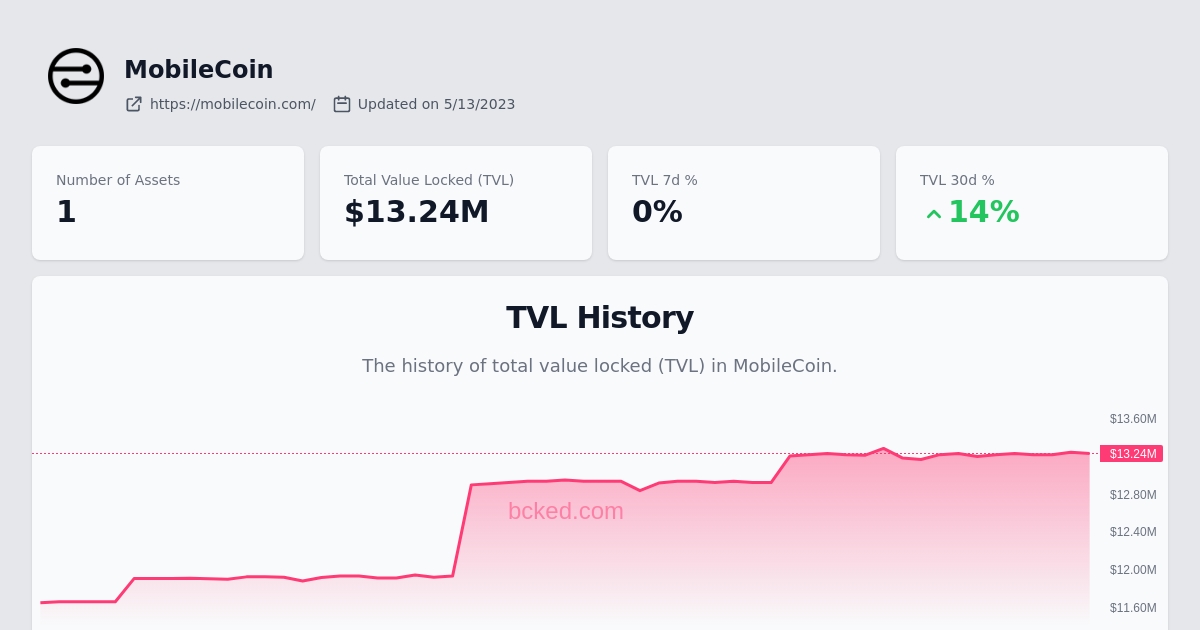 MobileCoin
https://mobilecoin.com/ Updated on 5/13/2023
Number of Assets
1
Total Value Locked (TVL)
$13.24M
TVL 7d %
0%
TVL 30d %
14%
TVL History
The history of total value locked (TVL) in MobileCoin.
$13.60M
$13.24M
$12.80M
bcked.com
$12.40M
$12.00M
$11.60M